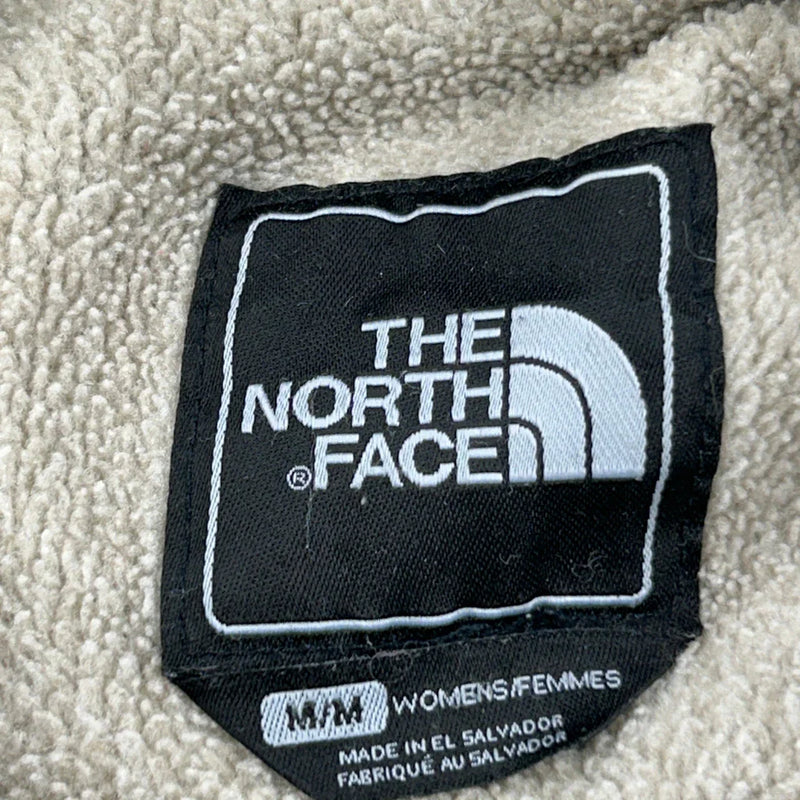 THE
NORTH
® FACE
M/M WOMENS/FEMMES
MADE IN EL SALVADOR
FABRIQUÉ AU SALVADOR